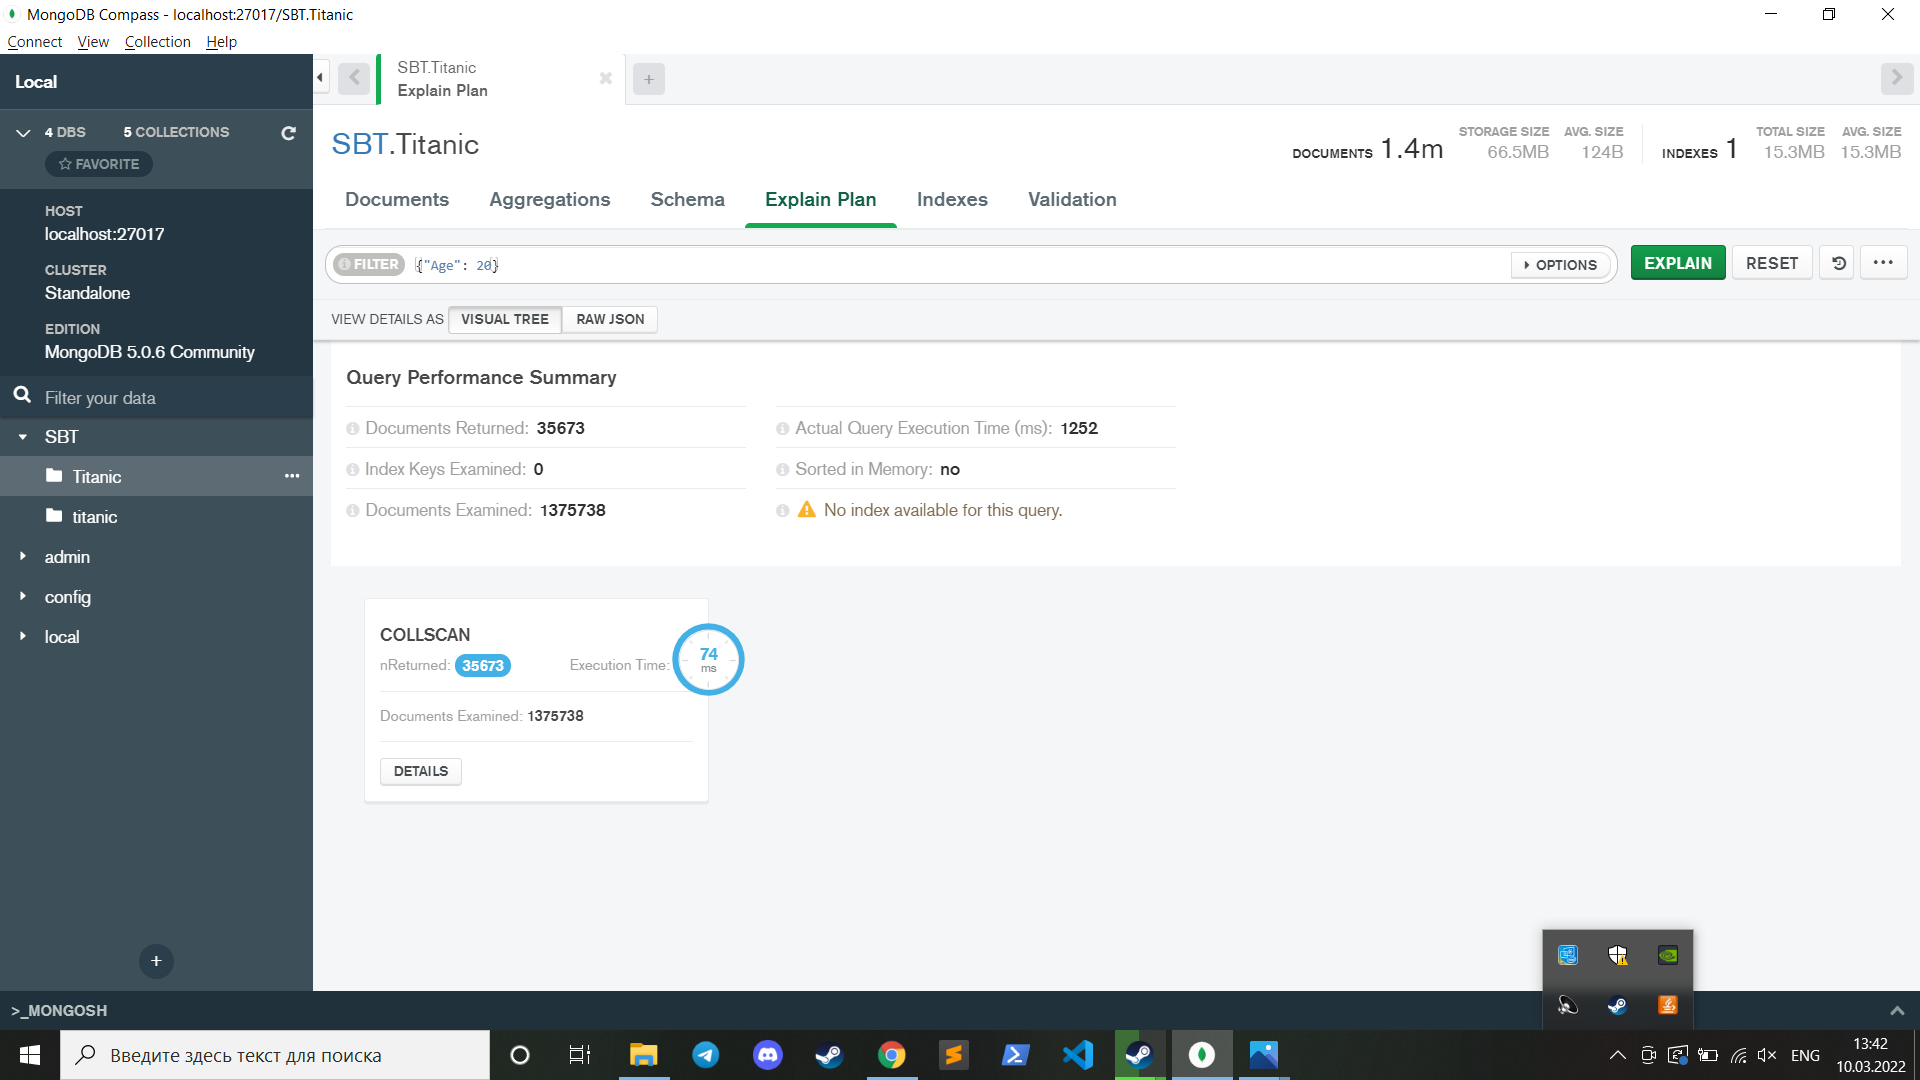 MongoDB Compass - localhost:27017/SBT.Titanic
Connect View Collection Help
Local
4 DBS 5 COLLECTIONS
FAVORITE
HOST
localhost:27017
CLUSTER
Standalone
EDITION
MongoDB 5.0.6 Community
Filter your data
SBT
Titanic
titanic
admin
config
local
+
SBT.Titanic
Explain Plan
+
SBT.Titanic
DOCUMENTS 1.4m
STORAGE SIZE
66.5MB
AVG. SIZE
124B
INDEXES 1
TOTAL SIZE
15.3MB
AVG. SIZE
15.3MB
Documents Aggregations Schema Explain Plan Indexes Validation
FILTER {"Age": 20} OPTIONS EXPLAIN RESET
VIEW DETAILS AS VISUAL TREE RAW JSON
Query Performance Summary
Documents Returned: 35673
Index Keys Examined: 0
Documents Examined: 1375738
Actual Query Execution Time (ms): 1252
Sorted in Memory: no
No index available for this query.
COLLSCAN
nReturned: 35673 Execution Time: 74 ms
Documents Examined: 1375738
DETAILS
>_MONGOSH
Введите здесь текст для поиска
ENG
13:42
10.03.2022